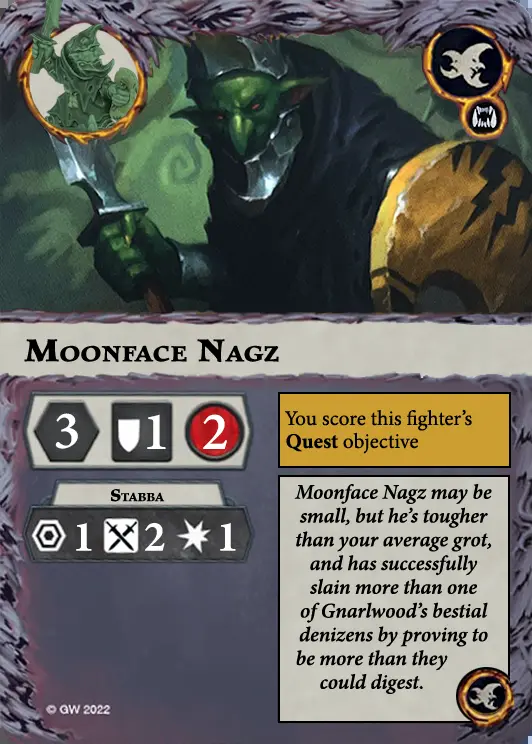 Moonface Nagz
3 1 2
You score this fighter's
Quest objective
Stabba
1 2 1
Moonface Nagz may be
small, but he's tougher
than your average grot,
and has successfully
slain more than one
of Gnarlwood's bestial
denizens by proving to
be more than they
could digest.
© GW 2022